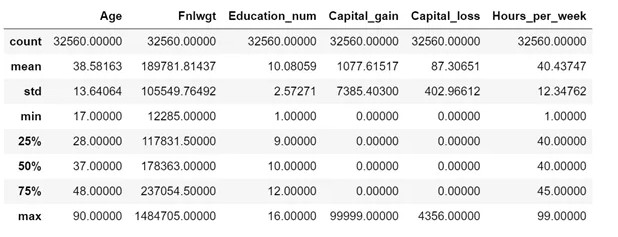 Age Fnlwgt Education_num Capital_gain Capital_loss Hours_per_week
count 32560.00000 32560.00000 32560.00000 32560.00000 32560.00000 32560.00000
mean 38.58163 189781.81437 10.08059 1077.61517 87.30651 40.43747
std 13.64064 105549.76492 2.57271 7385.40300 402.96612 12.34762
min 17.00000 12285.00000 1.00000 0.00000 0.00000 1.00000
25% 28.00000 117831.50000 9.00000 0.00000 0.00000 40.00000
50% 37.00000 178363.00000 10.00000 0.00000 0.00000 40.00000
75% 48.00000 237054.50000 12.00000 0.00000 0.00000 45.00000
max 90.00000 1484705.00000 16.00000 99999.00000 4356.00000 99.00000